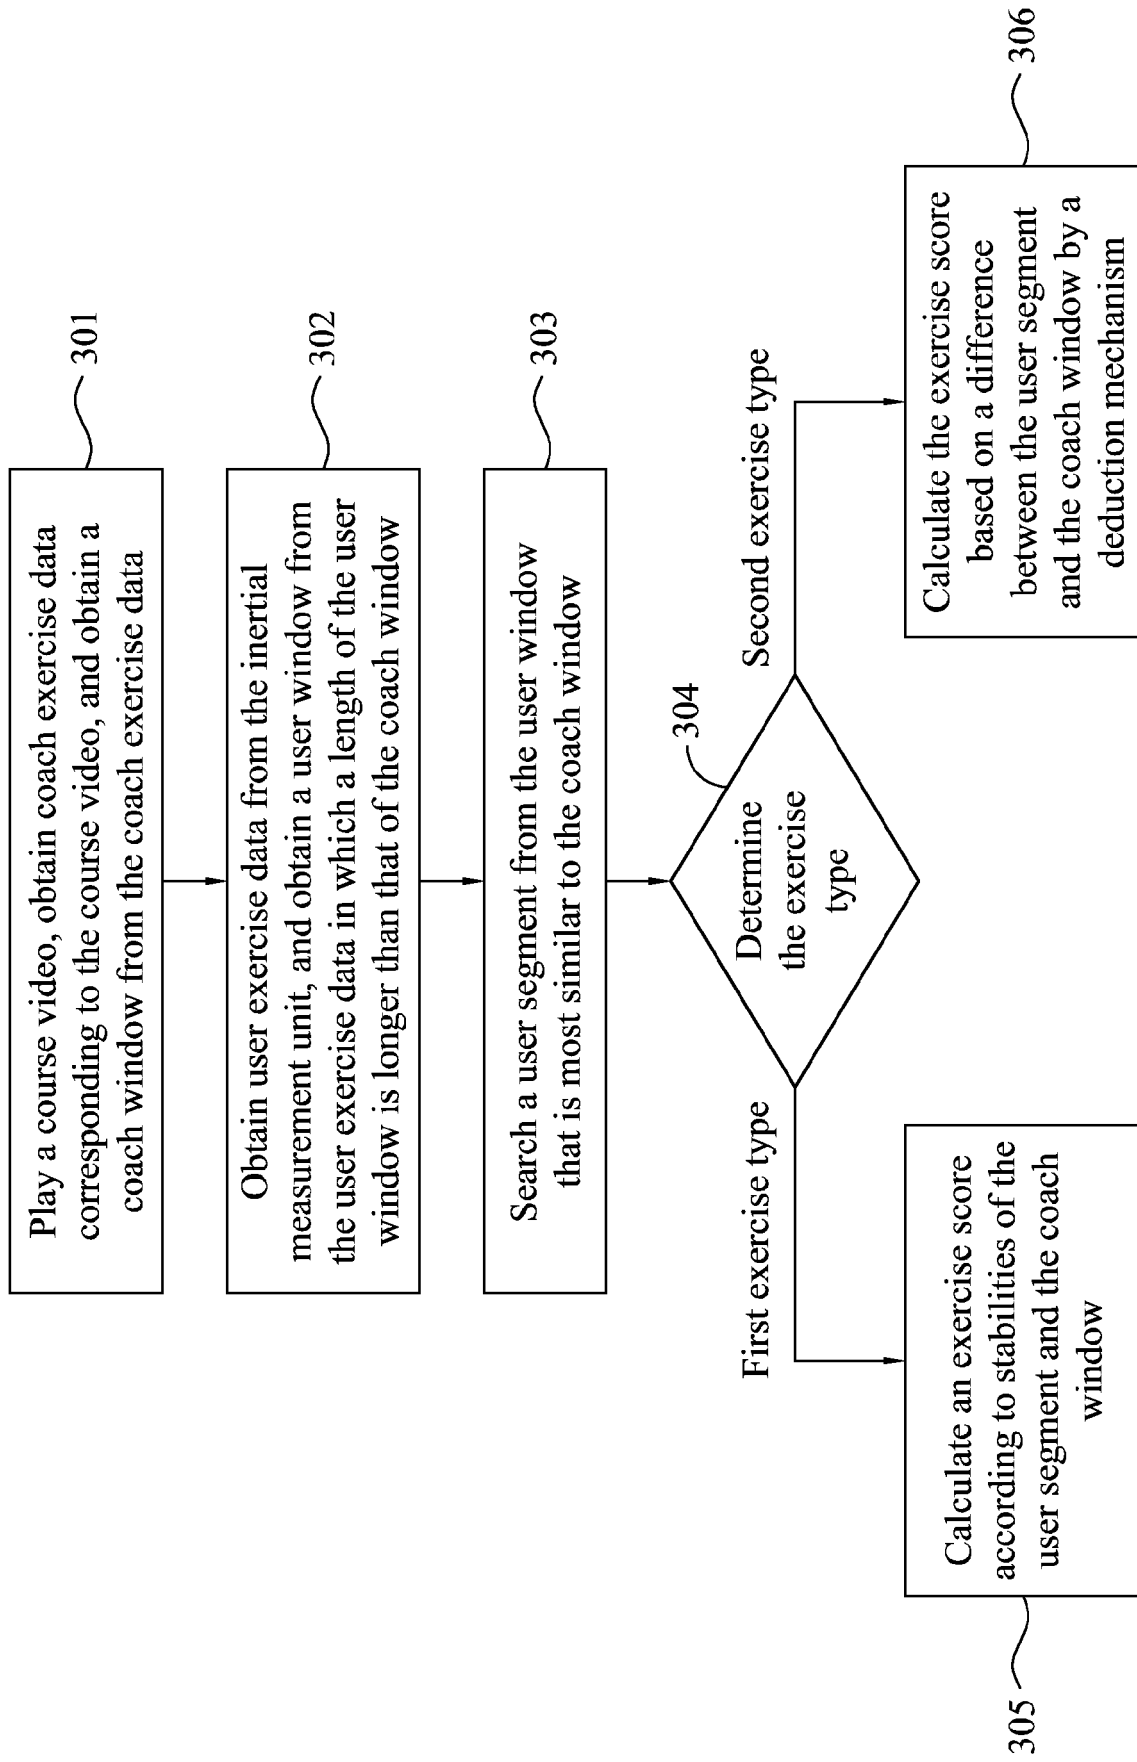 Play a course video, obtain coach exercise data
corresponding to the course video, and obtain a
coach window from the coach exercise data
301
Obtain user exercise data from the inertial
measurement unit, and obtain a user window from
the user exercise data in which a length of the user
window is longer than that of the coach window
302
Search a user segment from the user window
that is most similar to the coach window
303
Determine
the exercise
type
304
First exercise type
Second exercise type
Calculate an exercise score
according to stabilities of the
user segment and the coach
window
305
Calculate the exercise score
based on a difference
between the user segment
and the coach window by a
deduction mechanism
306